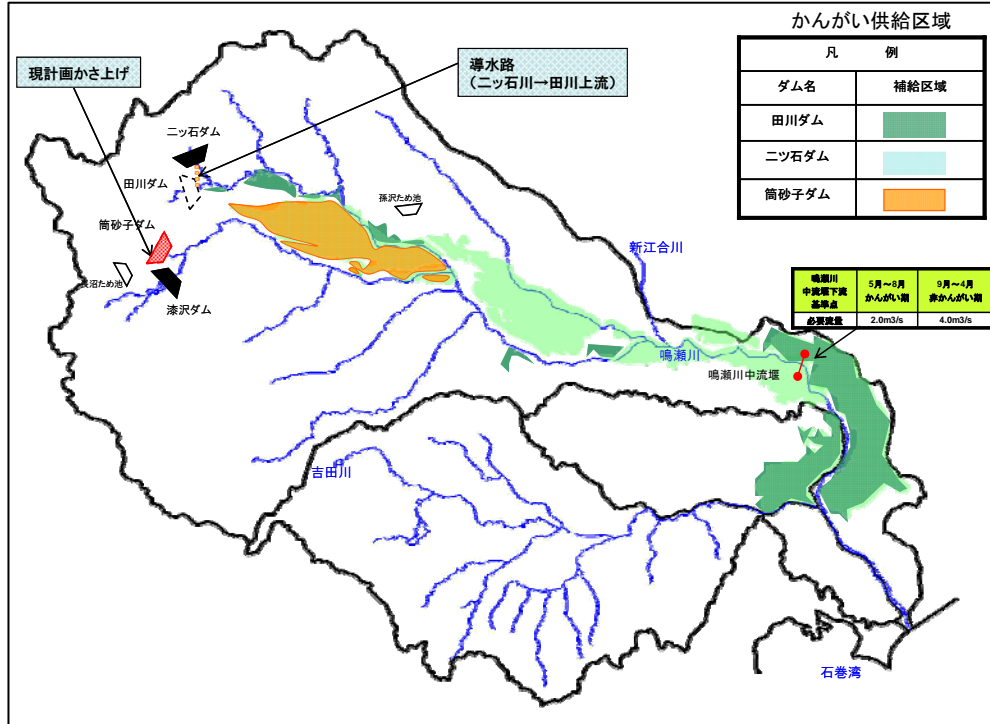 かんがい供給区域
凡 例
ダム名 補給区域
田川ダム
二ツ石ダム
筒砂子ダム
現計画かさ上げ
導水路
(二ッ石川→田川上流)
二ッ石ダム
田川ダム
孫沢ため池
筒砂子ダム
漆沢ダム
新江合川
鳴瀬川
中流堰下流
基準点
5月~8月
かんがい期
9月~4月
非かんがい期
必要流量 2.0m3/s 4.0m3/s
鳴瀬川
鳴瀬川中流堰
吉田川
石巻湾